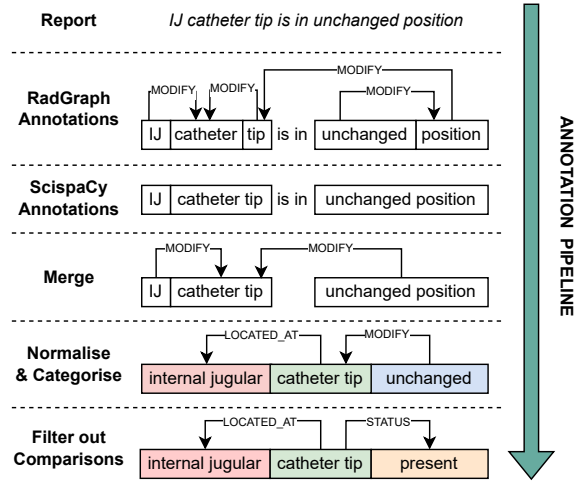 Report
IJ catheter tip is in unchanged position
RadGraph
Annotations
MODIFY
MODIFY MODIFY MODIFY
IJ catheter tip is in unchanged position
ScispaCy
Annotations
IJ catheter tip is in unchanged position
Merge
MODIFY MODIFY
IJ catheter tip unchanged position
Normalise
& Categorise
LOCATED_AT MODIFY
internal jugular catheter tip unchanged
Filter out
Comparisons
LOCATED_AT STATUS
internal jugular catheter tip present
ANNOTATION PIPELINE